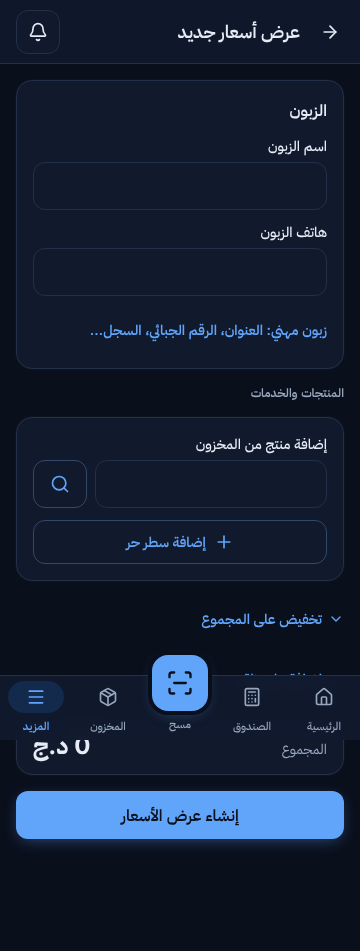 عرض أسعار جديد
الزبون
اسم الزبون
هاتف الزبون
زبون مهني: العنوان، الرقم الجبائي، السجل...
المنتجات والخدمات
إضافة منتج من المخزون
إضافة سطر حر
تخفيض على المجموع
الرئيسية
الصندوق
مسح
المخزون
المزيد
المجموع
0 د.ج
إنشاء عرض الأسعار